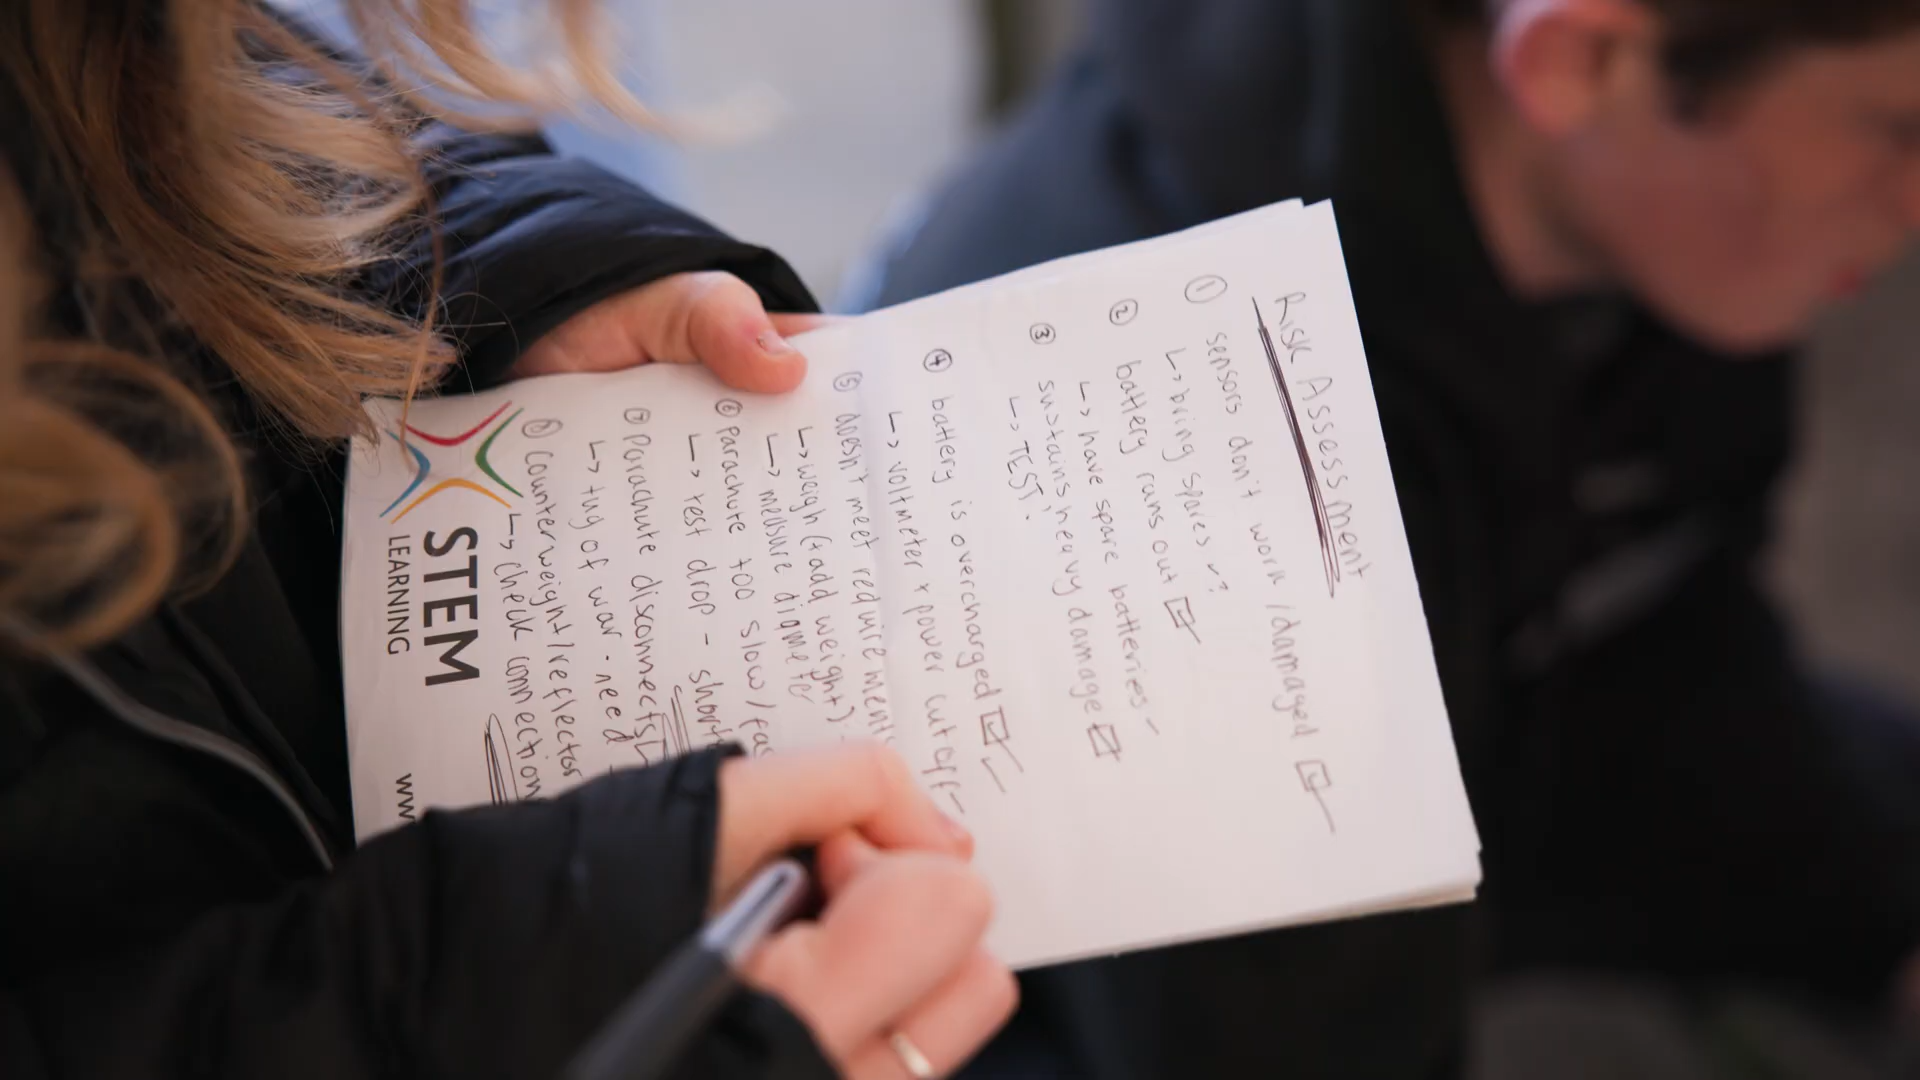 Risk Assessment
① sensors don't work / damaged ☑
↳ bring spares ✓?
② battery runs out ☑
↳ have spare batteries -
③ sustains heavy damage ☑
↳ TEST!
④ battery is overcharged ☑ ✓
↳ voltmeter + power cut off -
⑤ doesn't meet requirements
↳ weigh (+ add weight)
↳ measure diameter
⑥ Parachute too slow /
↳ test drop -
⑦ Parachute disconnects
↳ tug of war - need
⑧ Counterweight/reflector
↳ check connection
STEM
LEARNING